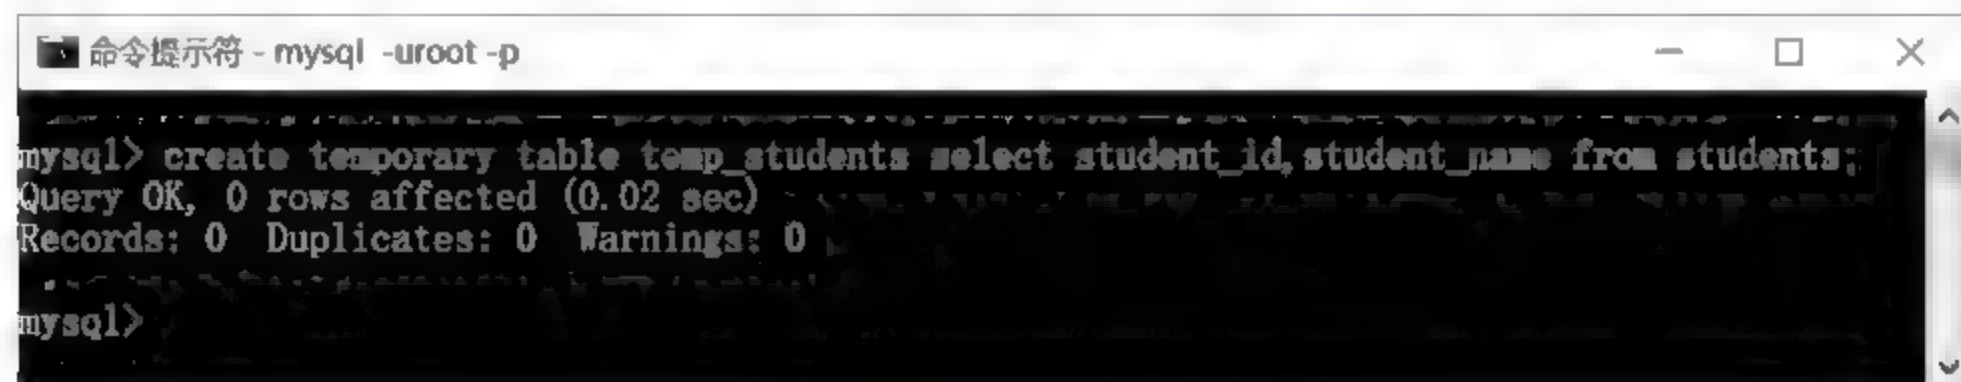 命令提示符 - mysql -uroot -p
mysql> create temporary table temp_students select student_id,student_name from students;
Query OK, 0 rows affected (0.02 sec)
Records: 0 Duplicates: 0 Warnings: 0
mysql>